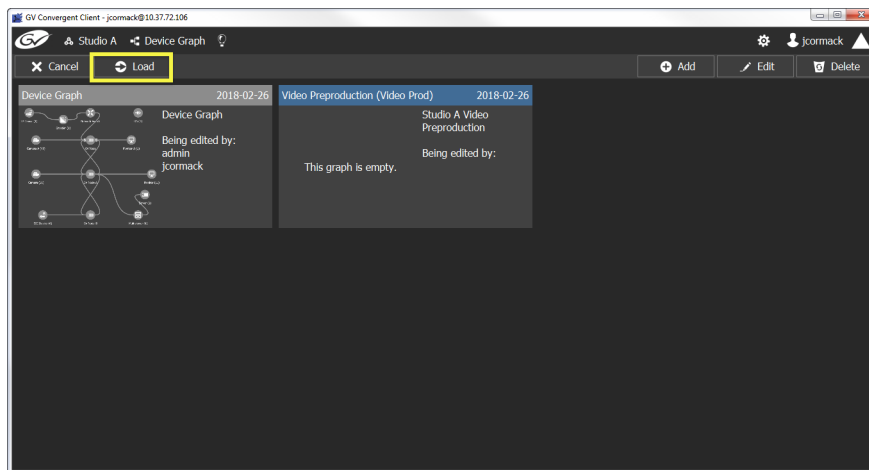 GV Convergent Client - jcormack@10.37.72.106
GV Studio A Device Graph jcormack
Cancel Load Add Edit Delete
Device Graph 2018-02-26 Video Preproduction (Video Prod) 2018-02-26
Device Graph
Being edited by:
admin
jcormack
Studio A Video
Preproduction
Being edited by:
This graph is empty.